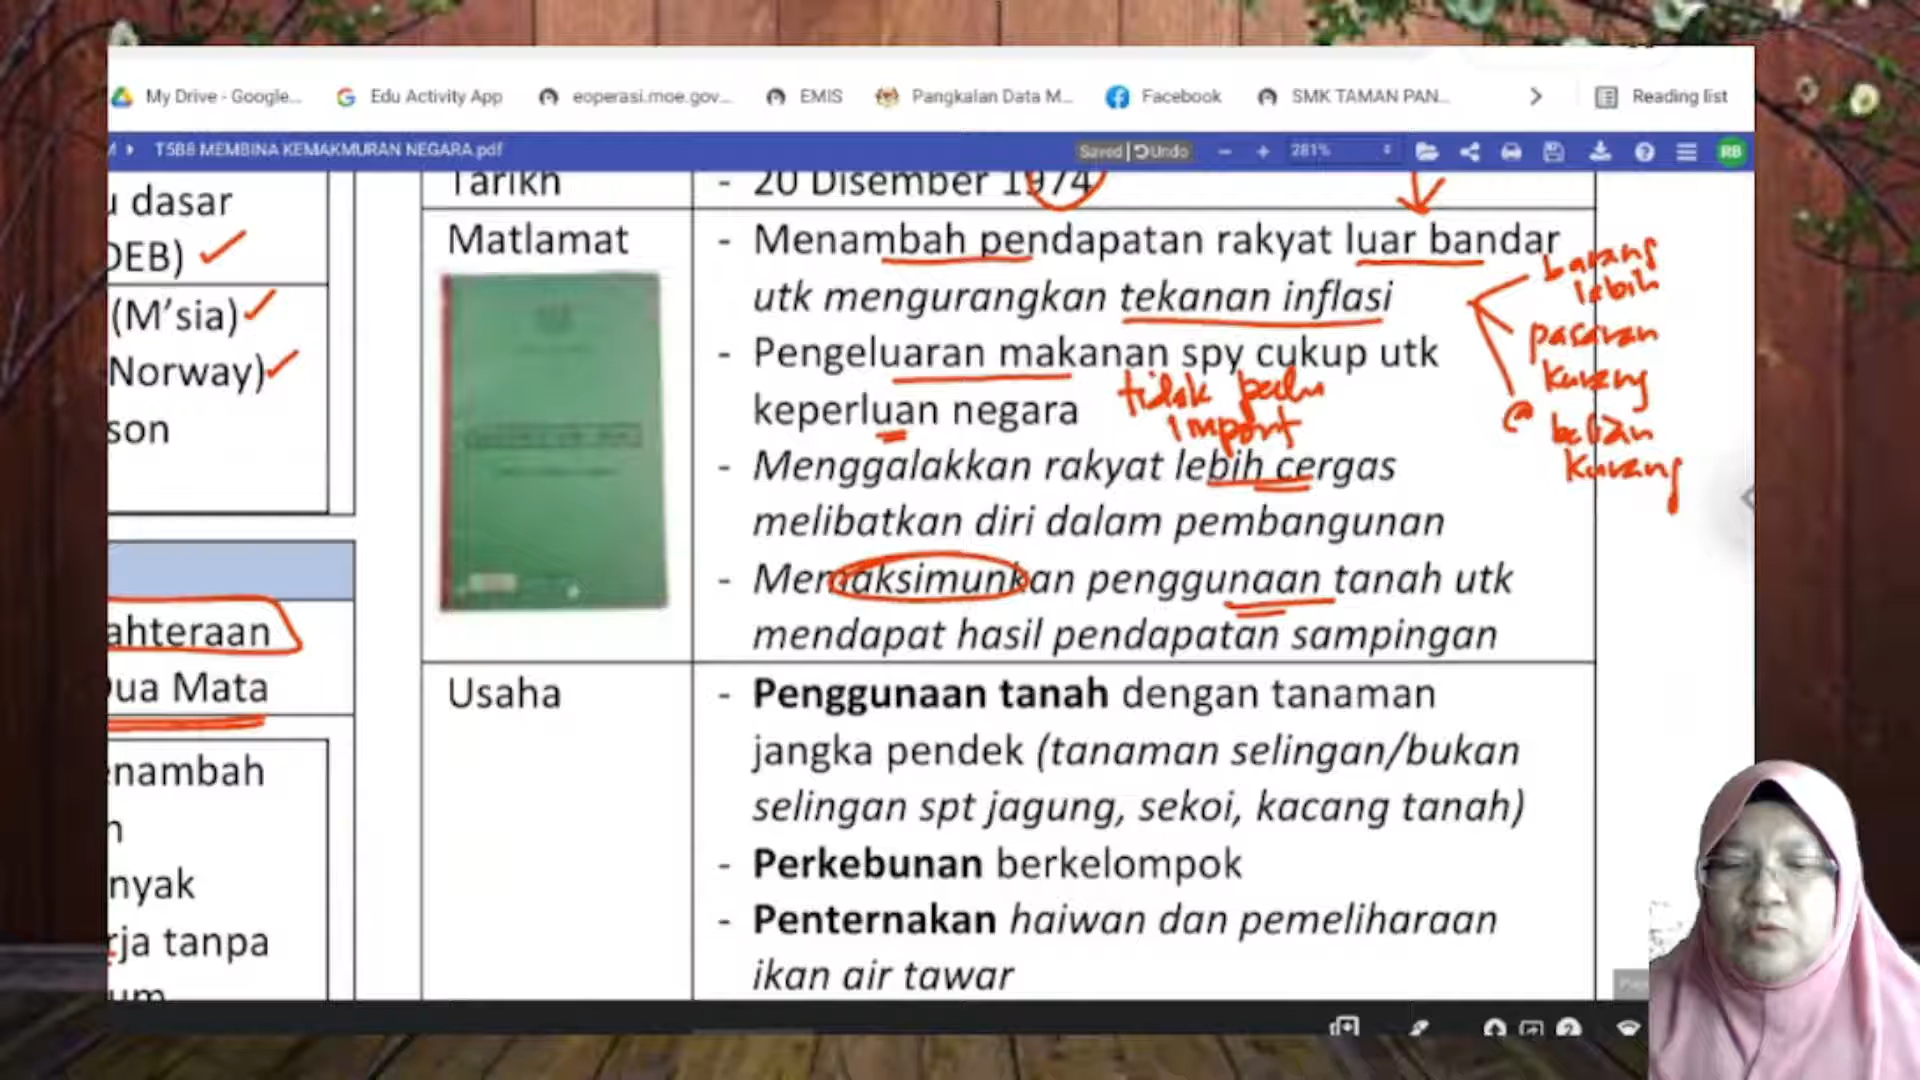 My Drive - Google...
Edu Activity App
eoperasi.moe.gov...
EMIS
Pangkalan Data M...
Facebook
SMK TAMAN PAN...
Reading list
T5B8 MEMBINA KEMAKMURAN NEGARA.pdf
Saved
Undo
281%
RB
u dasar
DEB)
(M'sia)
Norway)
son
ahteraan
Dua Mata
enambah
n
nyak
rja tanpa
um
Tarikh
- 20 Disember 1974
Matlamat
- Menambah pendapatan rakyat luar bandar
utk mengurangkan tekanan inflasi
- Pengeluaran makanan spy cukup utk
keperluan negara
- Menggalakkan rakyat lebih cergas
melibatkan diri dalam pembangunan
- Memaksimunkan penggunaan tanah utk
mendapat hasil pendapatan sampingan
tidak perlu
import
barang
lebih
pasaran
kurang
@ belian
kurang
Usaha
- Penggunaan tanah dengan tanaman
jangka pendek (tanaman selingan/bukan
selingan spt jagung, sekoi, kacang tanah)
- Perkebunan berkelompok
- Penternakan haiwan dan pemeliharaan
ikan air tawar